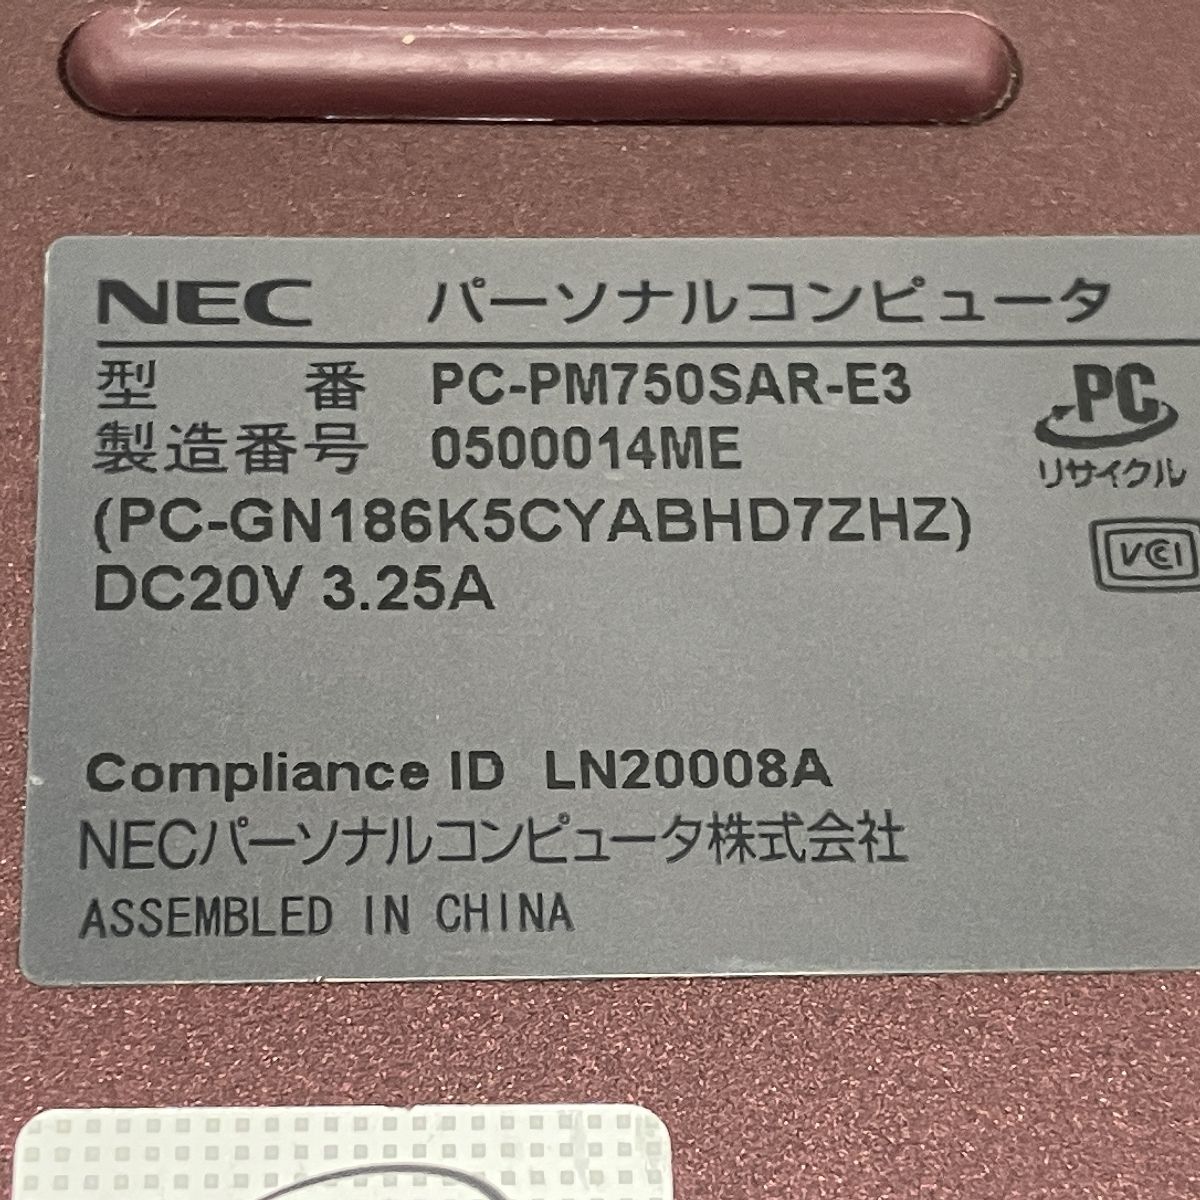 NEC パーソナルコンピュータ
型番 PC-PM750SAR-E3
製造番号 0500014ME
(PC-GN186K5CYABHD7ZHZ)
DC20V 3.25A
PC
リサイクル
VCCI
Compliance ID LN20008A
NECパーソナルコンピュータ株式会社
ASSEMBLED IN CHINA